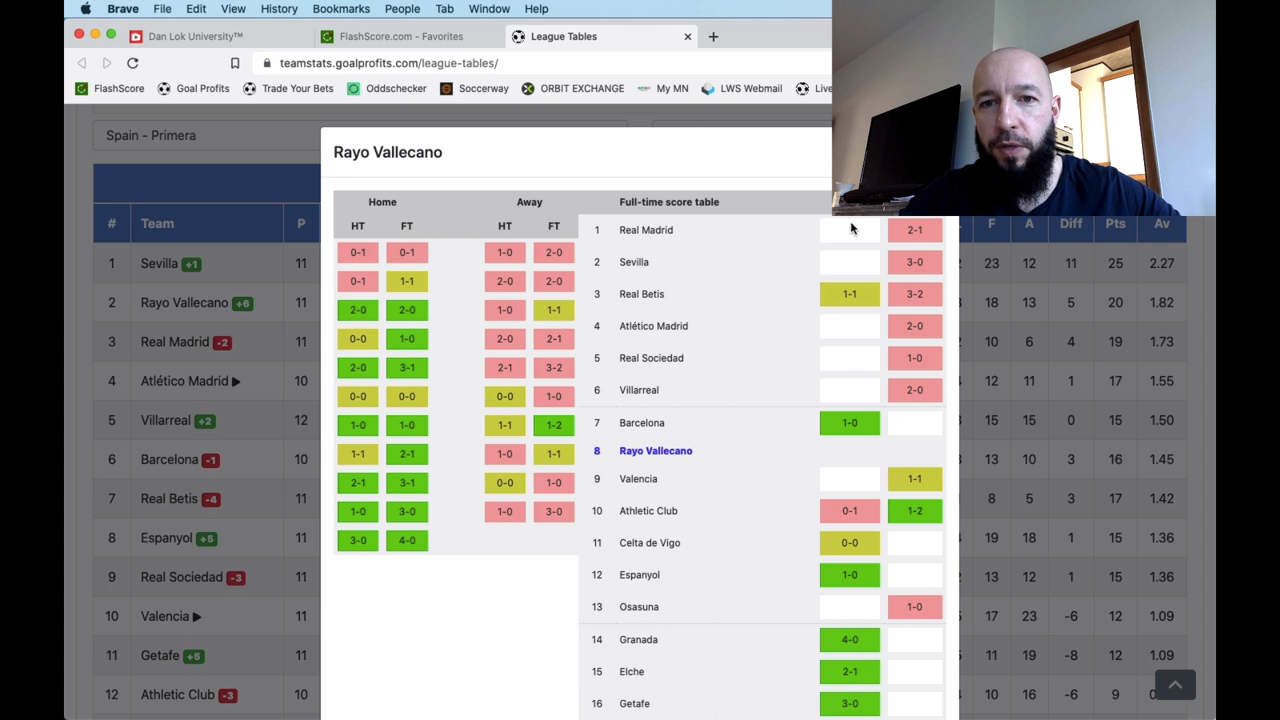 Brave File Edit View History Bookmarks People Tab Window Help
Dan Lok University™ FlashScore.com - Favorites League Tables
teamstats.goalprofits.com/league-tables/
FlashScore Goal Profits Trade Your Bets Oddschecker Soccerway ORBIT EXCHANGE My MN LWS Webmail Live
Spain - Primera
Rayo Vallecano
Home Away Full-time score table
# Team P HT FT HT FT F A Diff Pts Av
1 Real Madrid 2-1
0-1 0-1 1-0 2-0
1 Sevilla +1 11 2 Sevilla 3-0 23 12 11 25 2.27
0-1 1-1 2-0 2-0
3 Real Betis 1-1 3-2
2 Rayo Vallecano +6 11 2-0 2-0 1-0 1-1 18 13 5 20 1.82
4 Atlético Madrid 2-0
3 Real Madrid -2 11 0-0 1-0 2-0 2-1 10 6 4 19 1.73
5 Real Sociedad 1-0
2-0 3-1 2-1 3-2
4 Atlético Madrid 10 12 11 1 17 1.55
6 Villarreal 2-0
0-0 0-0 0-0 1-0
5 Villarreal +2 12 7 Barcelona 1-0 15 15 0 15 1.50
1-0 1-0 1-1 1-2
8 Rayo Vallecano
6 Barcelona -1 10 1-1 2-1 1-0 1-1 13 10 3 16 1.45
9 Valencia 1-1
2-1 3-1 0-0 1-0
7 Real Betis -4 11 8 5 3 17 1.42
10 Athletic Club 0-1 1-2
1-0 3-0 1-0 3-0
8 Espanyol +5 11 3-0 4-0 11 Celta de Vigo 0-0 19 18 1 15 1.36
9 Real Sociedad -3 11 12 Espanyol 1-0 13 12 1 15 1.36
13 Osasuna 1-0
10 Valencia 11 17 23 -6 12 1.09
14 Granada 4-0
11 Getafe +5 11 11 19 -8 12 1.09
15 Elche 2-1
12 Athletic Club -3 10 10 16 -6 9
16 Getafe 3-0